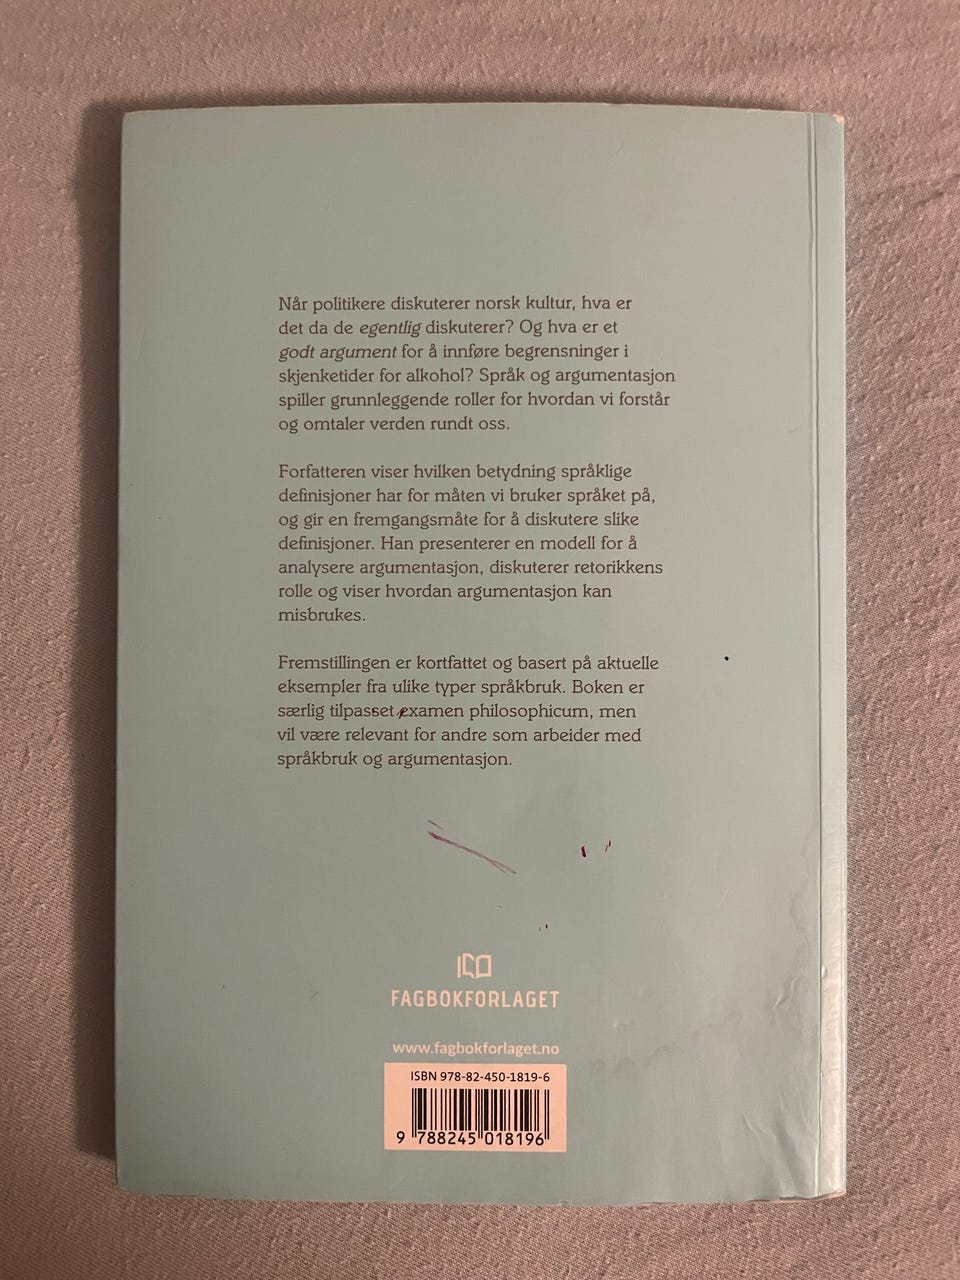 Når politikere diskuterer norsk kultur, hva er
det da de egentlig diskuterer? Og hva er et
godt argument for å innføre begrensninger i
skjenketider for alkohol? Språk og argumentasjon
spiller grunnleggende roller for hvordan vi forstår
og omtaler verden rundt oss.
Forfatteren viser hvilken betydning språklige
definisjoner har for måten vi bruker språket på,
og gir en fremgangsmåte for å diskutere slike
definisjoner. Han presenterer en modell for å
analysere argumentasjon, diskuterer retorikkens
rolle og viser hvordan argumentasjon kan
misbrukes.
Fremstillingen er kortfattet og basert på aktuelle
eksempler fra ulike typer språkbruk. Boken er
særlig tilpasset examen philosophicum, men
vil være relevant for andre som arbeider med
språkbruk og argumentasjon.
FAGBOKFORLAGET
www.fagbokforlaget.no
ISBN 978-82-450-1819-6
9 788245 018196